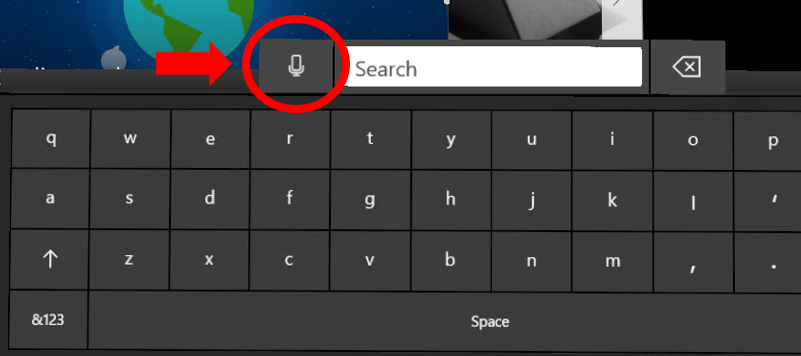 Search
q w e r t y u i o p
a s d f g h j k l '
z x c v b n m , .
&123 Space